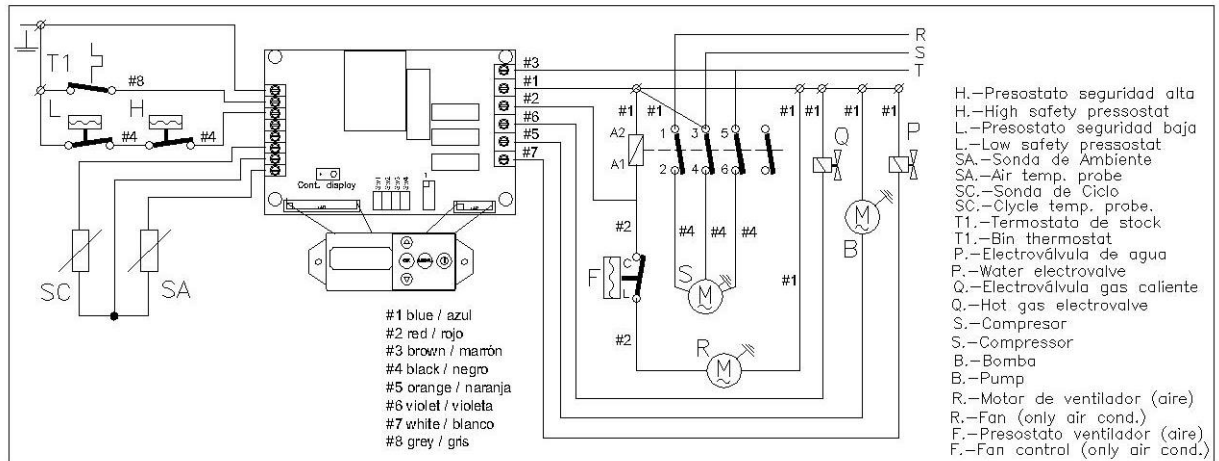 T1
#8
L
H
#4
#4
SC
SA
Cont. display
1
OK
#3
#1
#2
#6
#5
#7
R
S
T
#1
#1
#1
#1
#1
A2
A1
1
3
5
2
4
6
Q
P
#2
#4
#4
#4
#1
B
F
C
L
S
M
M
#2
R
M
#1 blue / azul
#2 red / rojo
#3 brown / marrón
#4 black / negro
#5 orange / naranja
#6 violet / violeta
#7 white / blanco
#8 grey / gris
H.–Presostato seguridad alta
H.–High safety pressostat
L.–Presostato seguridad baja
L.–Low safety pressostat
SA.–Sonda de Ambiente
SA.–Air temp. probe
SC.–Sonda de Ciclo
SC.–Clycle temp. probe.
T1.–Termostato de stock
T1.–Bin thermostat
P.–Electroválvula de agua
P.–Water electrovalve
Q.–Electroválvula gas caliente
Q.–Hot gas electrovalve
S.–Compresor
S.–Compressor
B.–Bomba
B.–Pump
R.–Motor de ventilador (aire)
R.–Fan (only air cond.)
F.–Presostato ventilador (aire)
F.–Fan control (only air cond.)